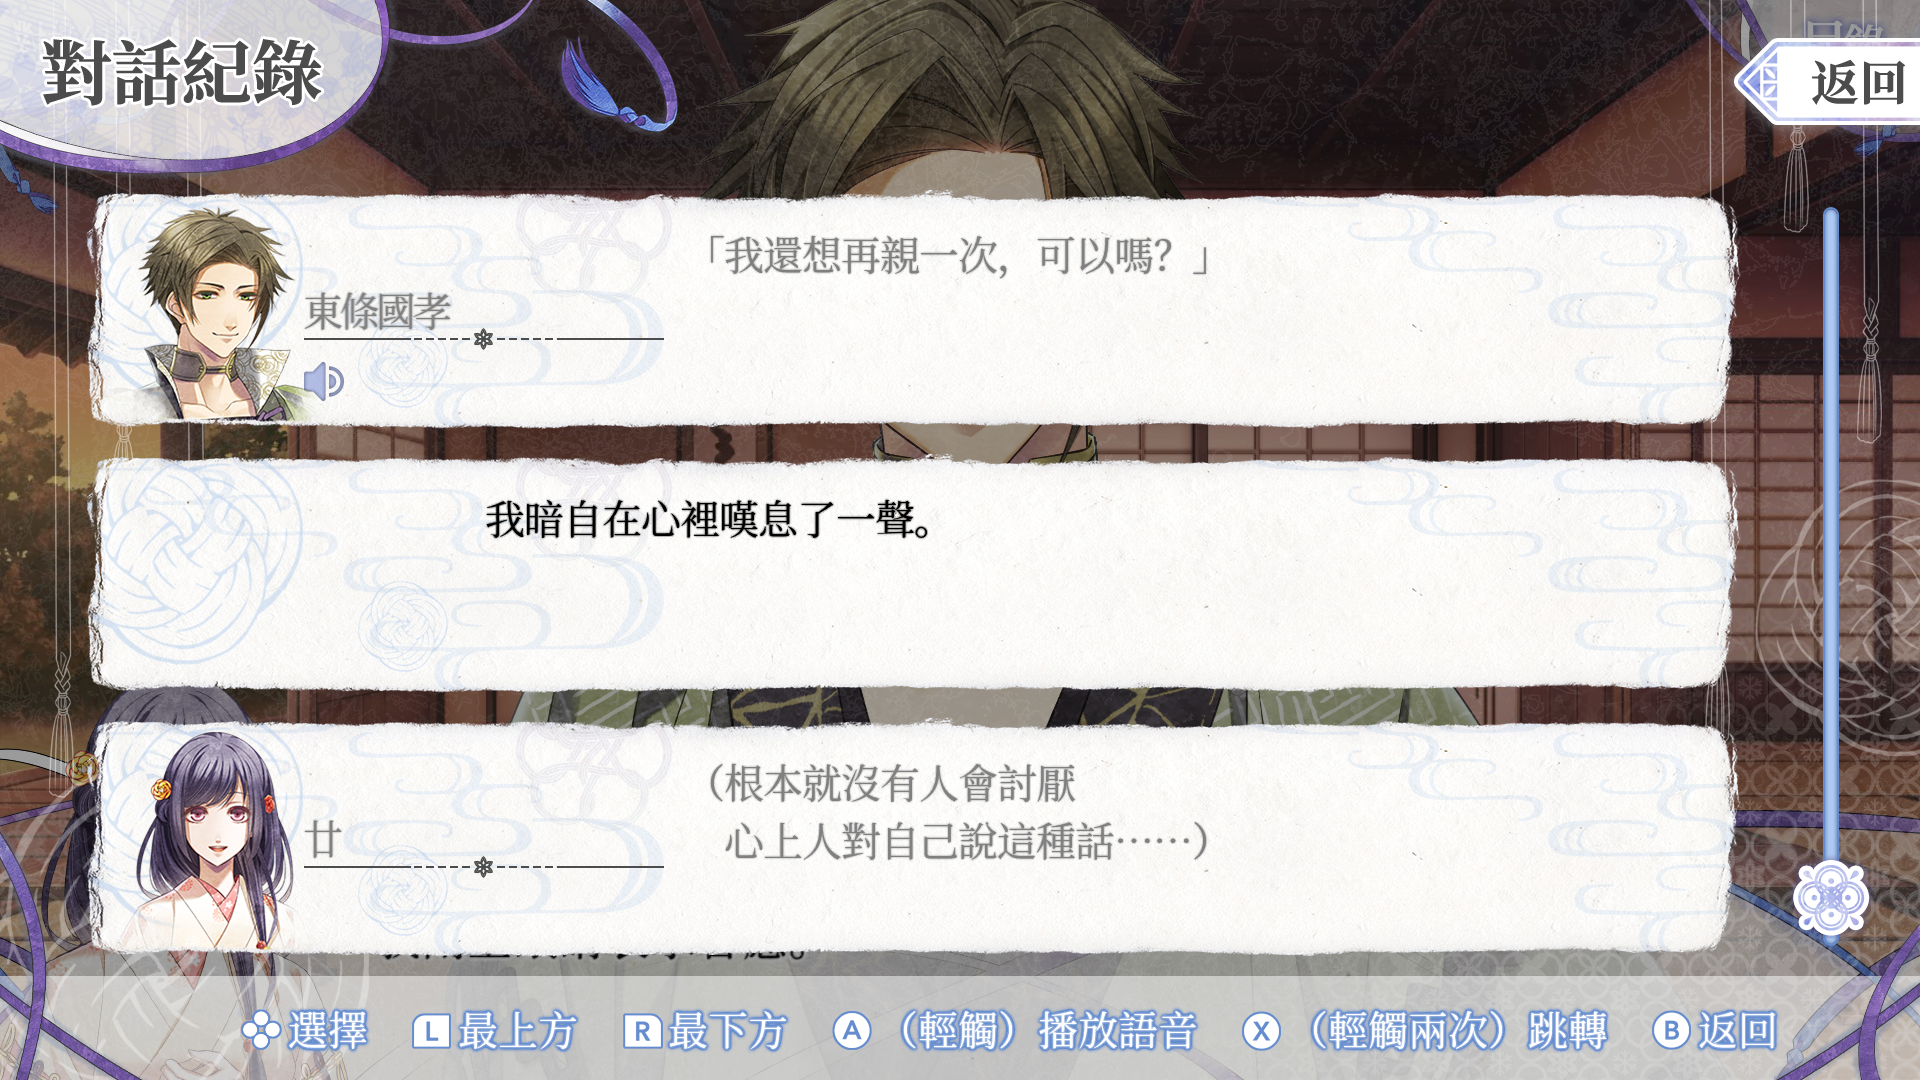 對話紀錄
返回
「我還想再親一次，可以嗎？」
東條國孝
我暗自在心裡嘆息了一聲。
（根本就沒有人會討厭
心上人對自己說這種話……）
廿
選擇 L 最上方 R 最下方 A （輕觸）播放語音 X （輕觸兩次）跳轉 B 返回